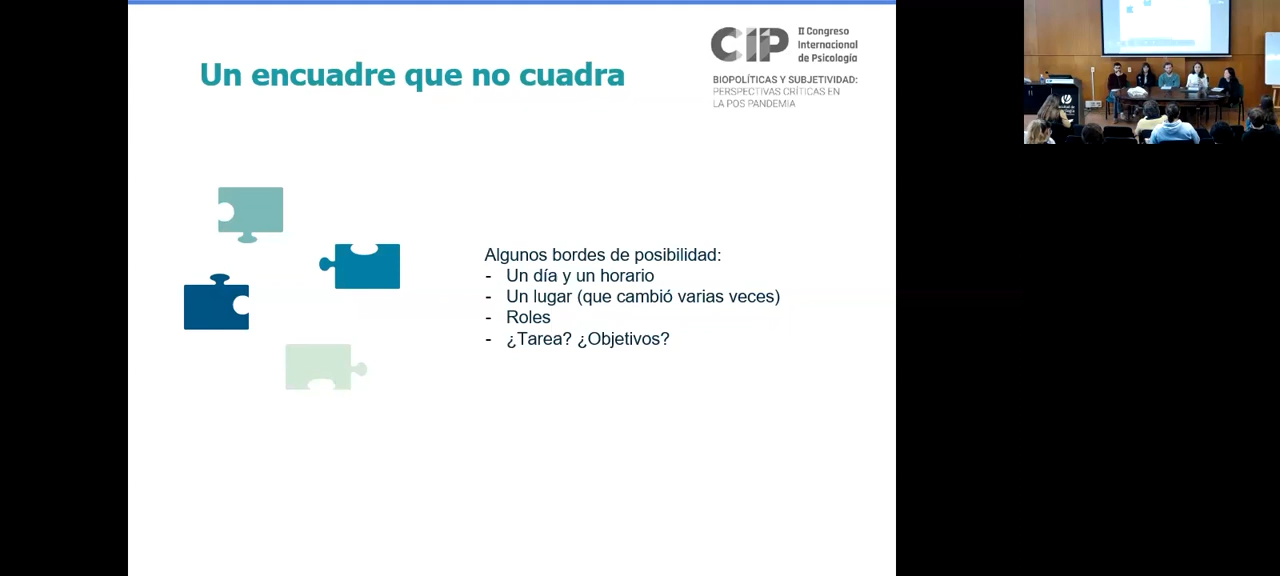 Un encuadre que no cuadra
CIP
II Congreso
Internacional
de Psicología
BIOPOLÍTICAS Y SUBJETIVIDAD:
PERSPECTIVAS CRÍTICAS EN
LA POS PANDEMIA
Algunos bordes de posibilidad:
- Un día y un horario
- Un lugar (que cambió varias veces)
- Roles
- ¿Tarea? ¿Objetivos?